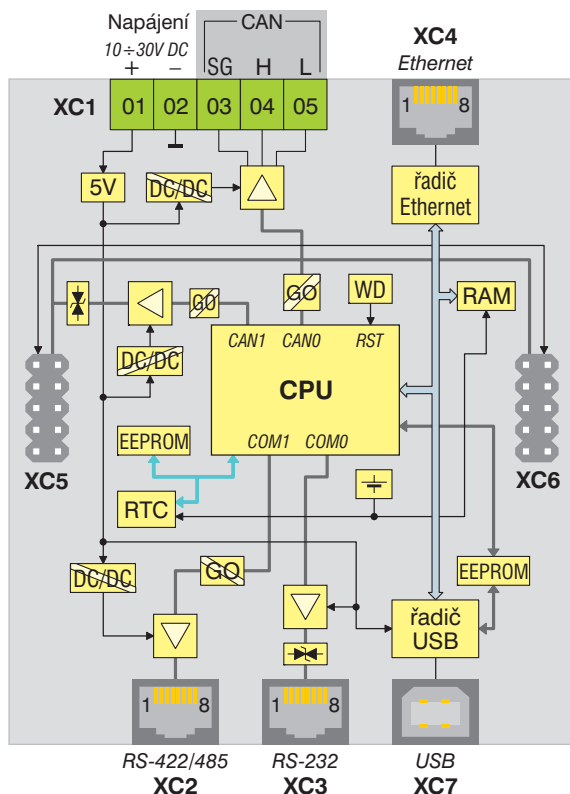 Napájení
10÷30V DC
+ −
CAN
SG H L
XC1 01 02 03 04 05
XC4
Ethernet
1 8
5V
DC/DC
řadič
Ethernet
GO
WD
RAM
GO
CAN1 CAN0 RST
DC/DC
CPU
COM1 COM0
EEPROM
XC5
XC6
RTC
DC/DC
GO
EEPROM
řadič
USB
1 8
1 8
RS-422/485
XC2
RS-232
XC3
USB
XC7